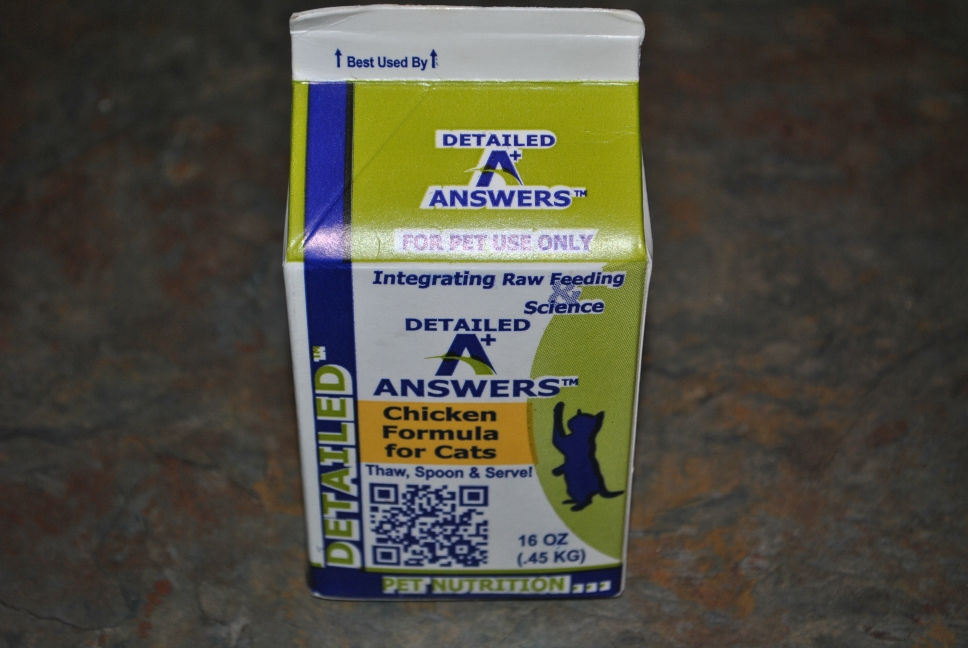 Best Used By
DETAILED
A+
ANSWERS™
FOR PET USE ONLY
Integrating Raw Feeding
&
Science
DETAILED
A+
ANSWERS™
Chicken
Formula
for Cats
Thaw, Spoon & Serve!
DETAILED™
16 OZ
(.45 KG)
PET NUTRITION